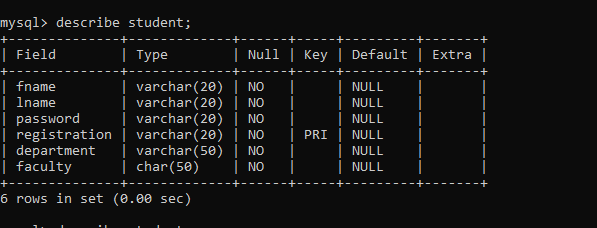 mysql> describe student;
+--------------+-------------+------+-----+---------+-------+
| Field        | Type        | Null | Key | Default | Extra |
+--------------+-------------+------+-----+---------+-------+
| fname        | varchar(20) | NO   |     | NULL    |       |
| lname        | varchar(20) | NO   |     | NULL    |       |
| password     | varchar(20) | NO   |     | NULL    |       |
| registration | varchar(20) | NO   | PRI | NULL    |       |
| department   | varchar(50) | NO   |     | NULL    |       |
| faculty      | char(50)    | NO   |     | NULL    |       |
+--------------+-------------+------+-----+---------+-------+
6 rows in set (0.00 sec)